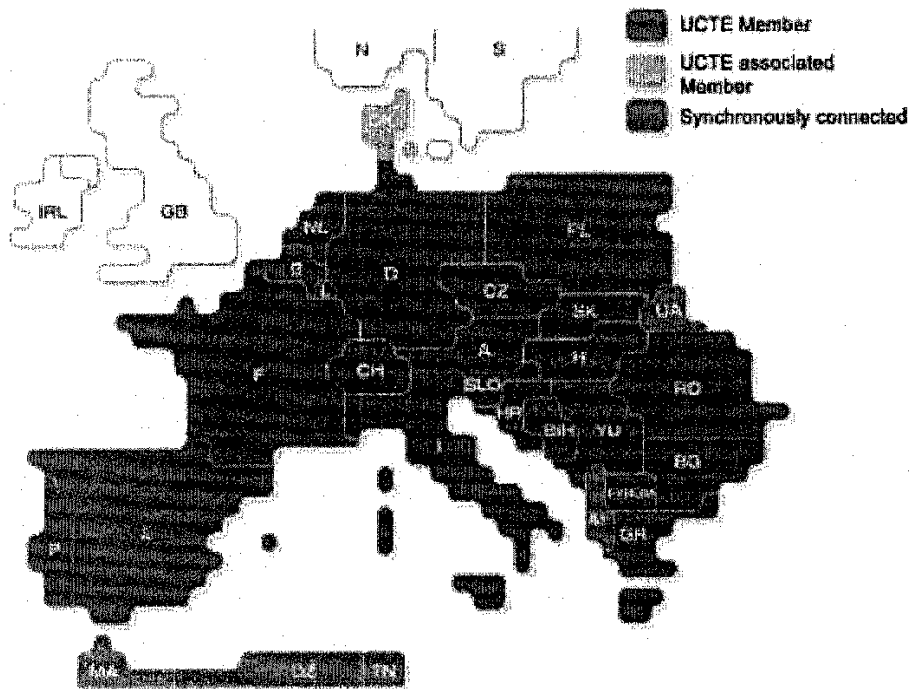 UCTE Member
UCTE associated
Member
Synchronously connected
N
S
IRL
GB
NL
PL
B
D
L
CZ
SK
UA
A
H
F
CH
SLO
RO
HR
BiH
YU
BG
I
FYROM
GR
P
MA
DZ
TN